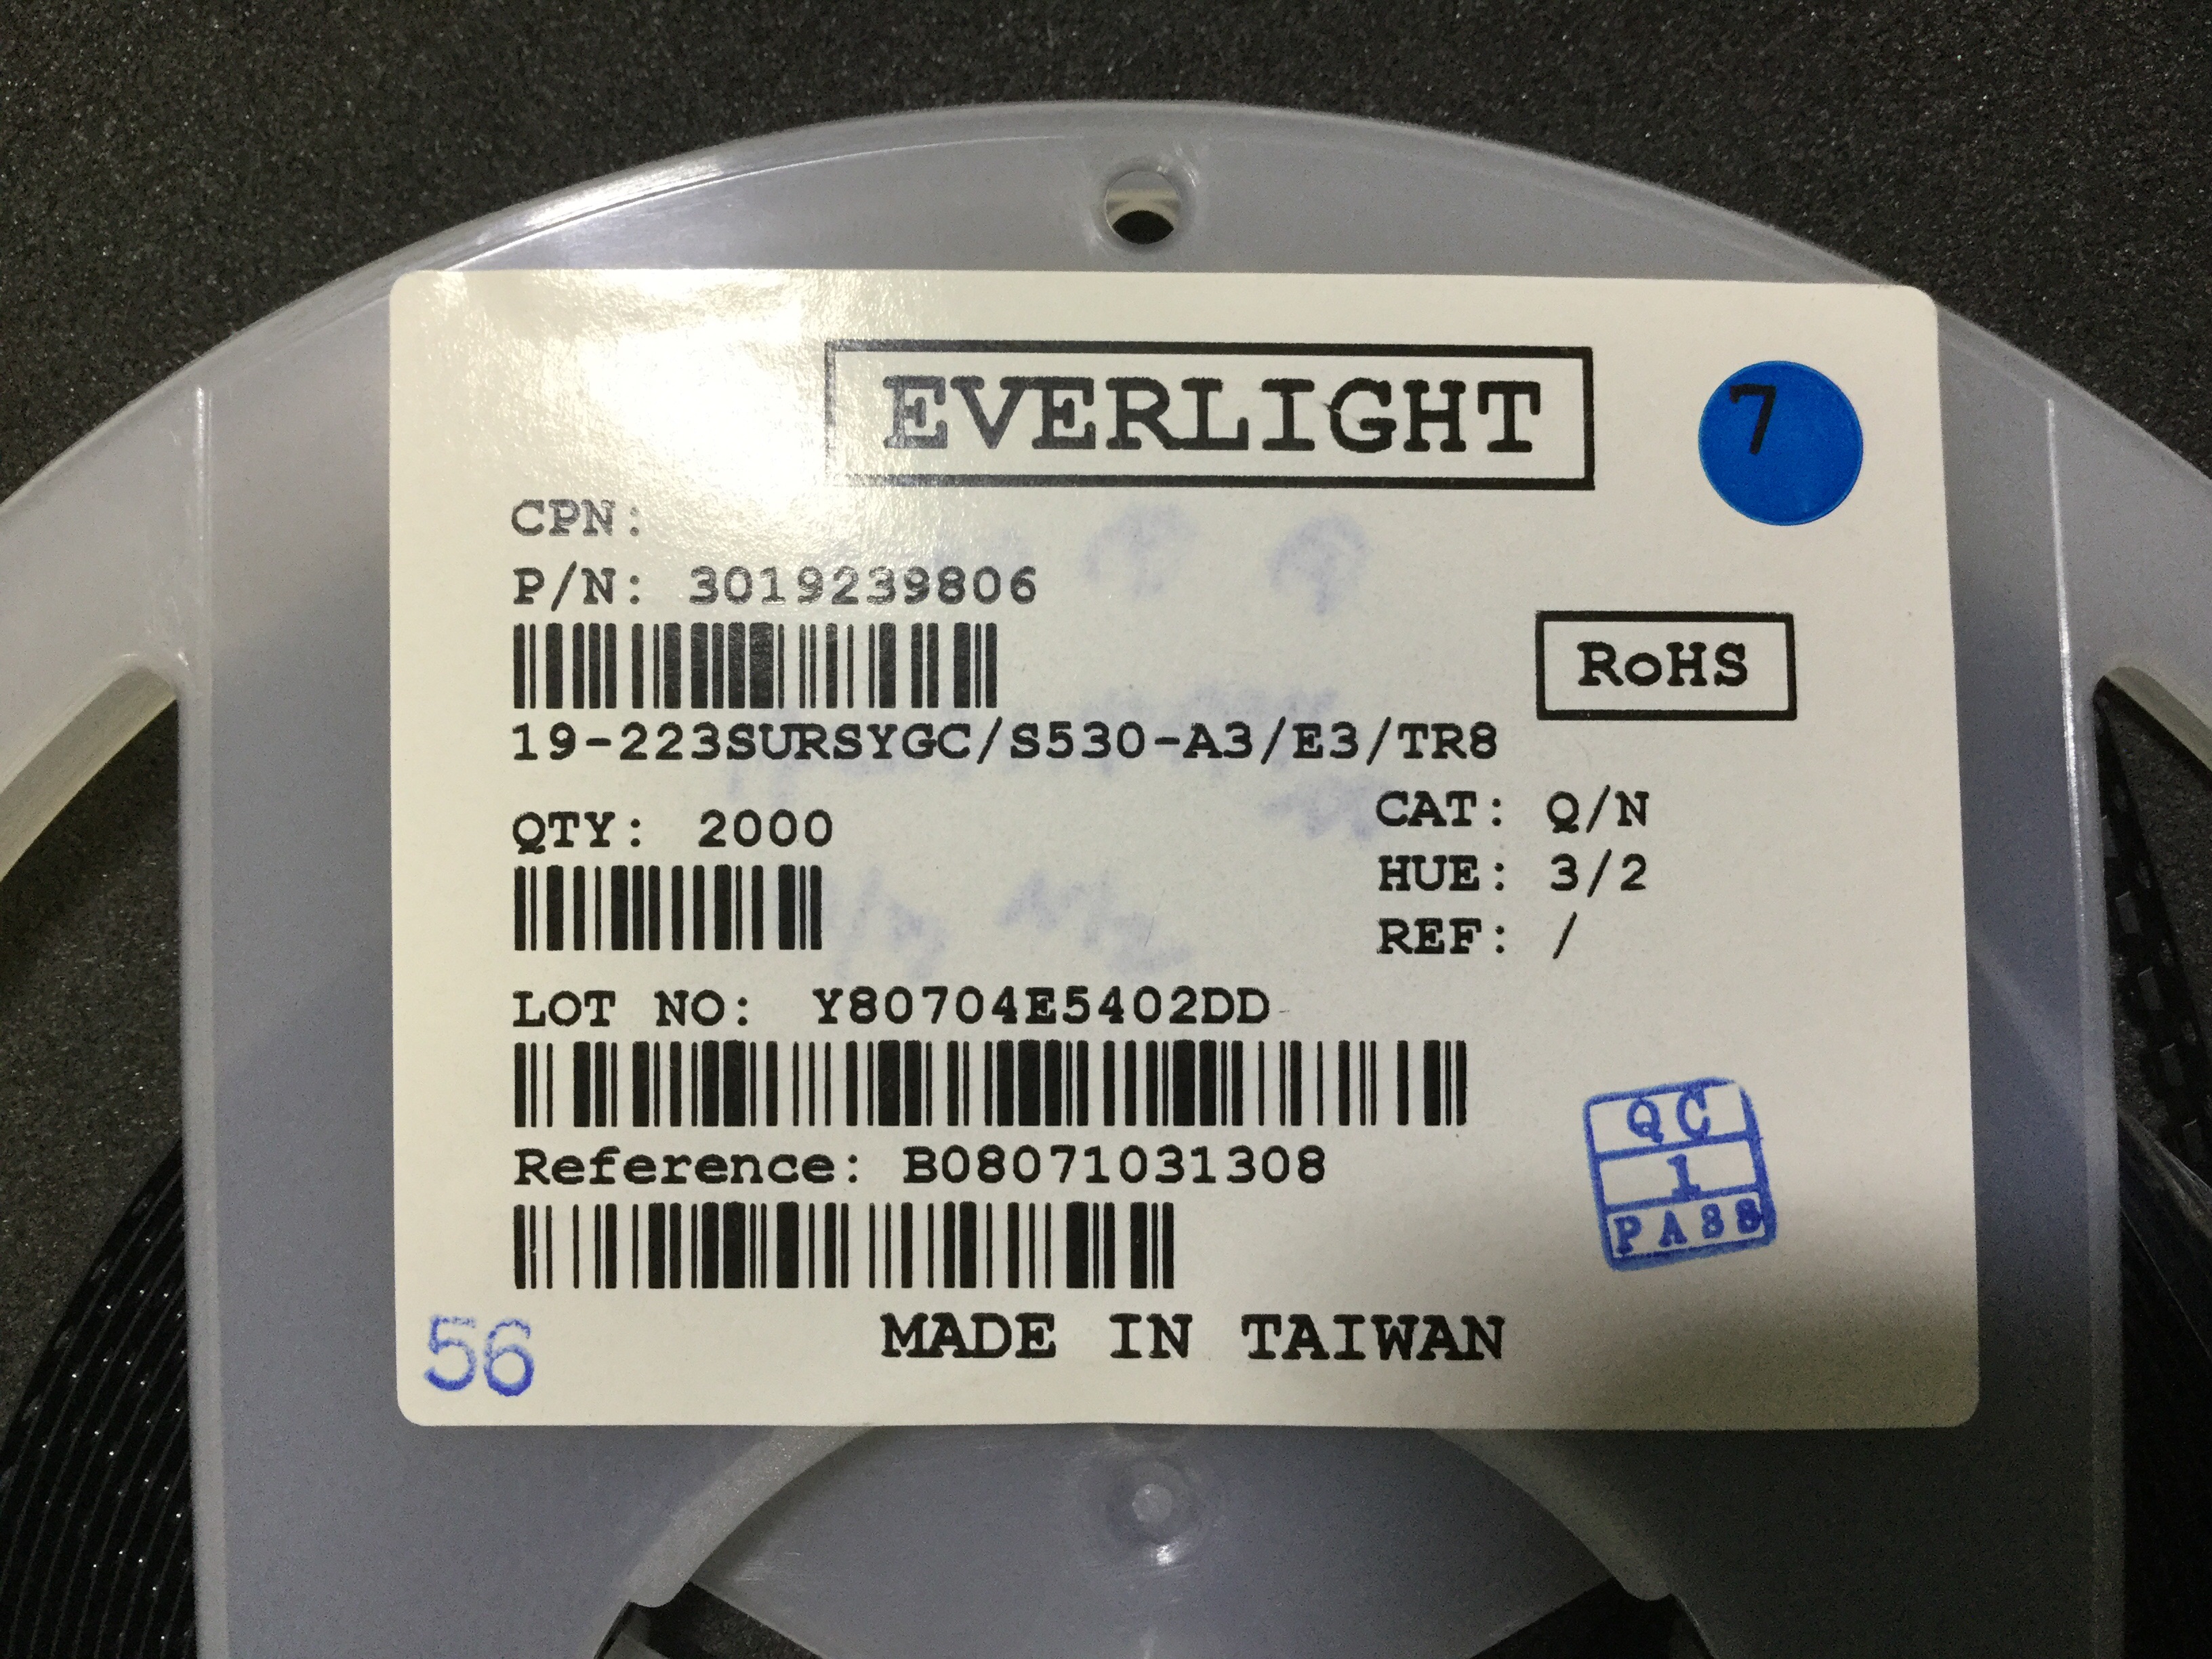 EVERLIGHT
7
CPN:
P/N: 3019239806
RoHS
19-223SURSYGC/S530-A3/E3/TR8
QTY: 2000
CAT: Q/N
HUE: 3/2
REF: /
LOT NO: Y80704E5402DD
Reference: B08071031308
QC
1
PASS
MADE IN TAIWAN
56